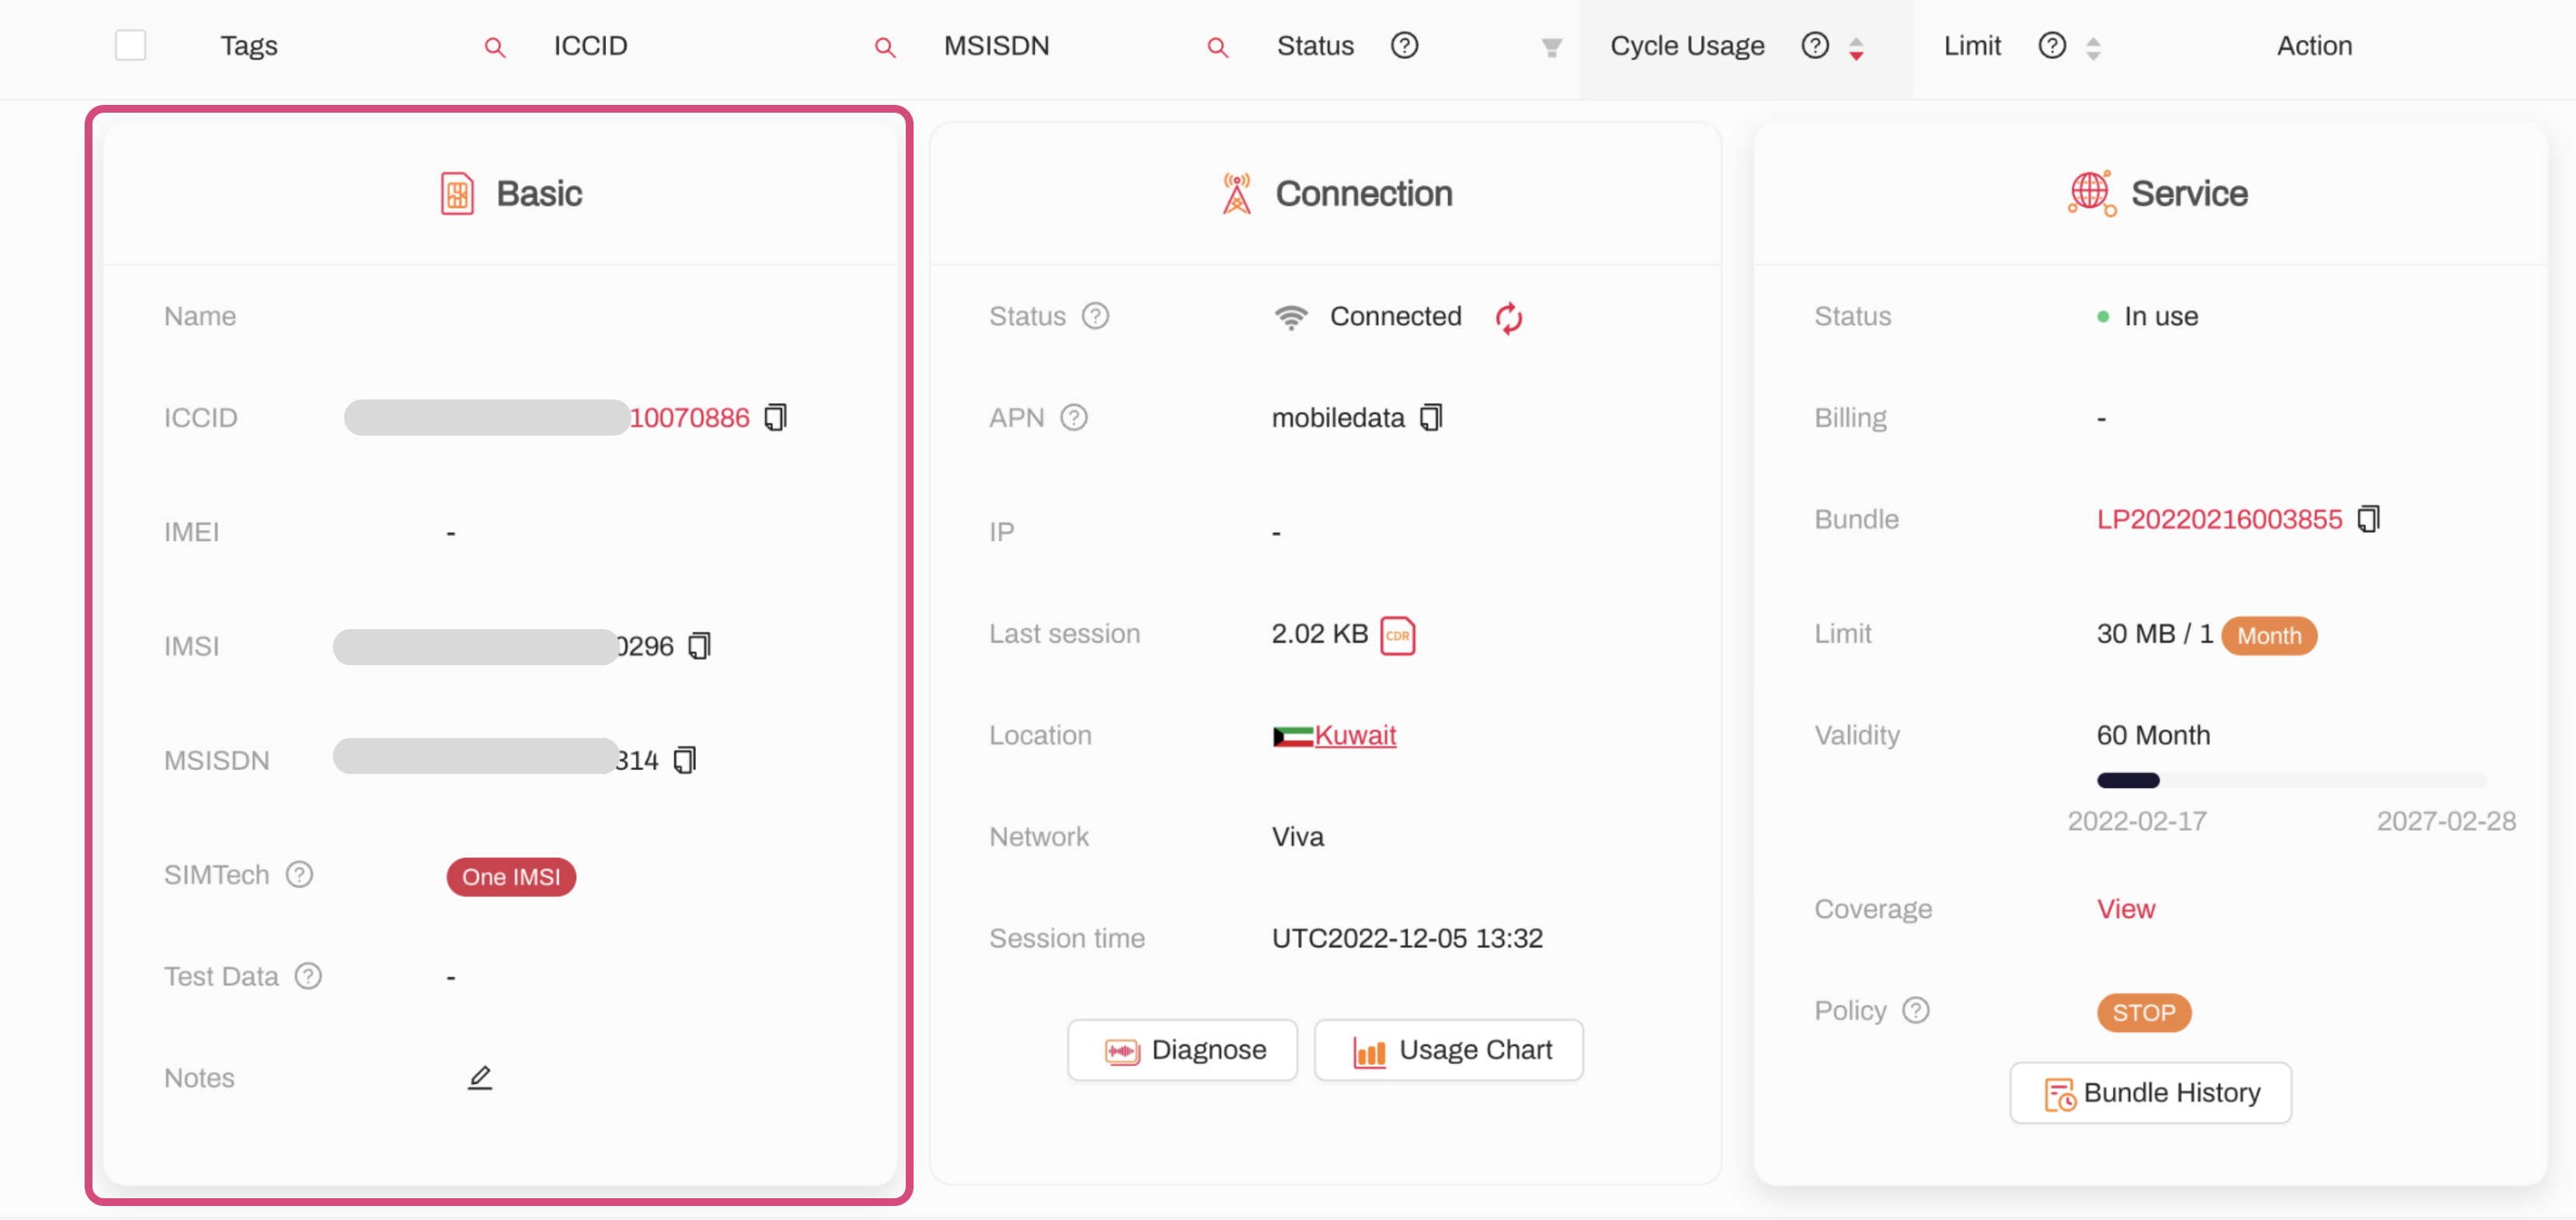 Tags ICCID MSISDN Status Cycle Usage Limit Action
Basic
Name
ICCID 10070886
IMEI -
IMSI 0296
MSISDN 314
SIMTech One IMSI
Test Data -
Notes
Connection
Status Connected
APN mobiledata
IP -
Last session 2.02 KB CDR
Location Kuwait
Network Viva
Session time UTC2022-12-05 13:32
Diagnose Usage Chart
Service
Status In use
Billing -
Bundle LP20220216003855
Limit 30 MB / 1 Month
Validity 60 Month
2022-02-17 2027-02-28
Coverage View
Policy STOP
Bundle History